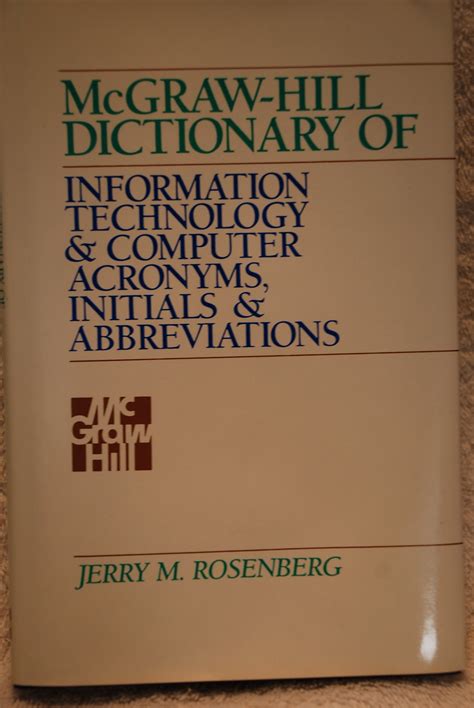 McGRAW-HILL
DICTIONARY OF
INFORMATION
TECHNOLOGY
& COMPUTER
ACRONYMS,
INITIALS &
ABBREVIATIONS
Mc
Graw
Hill
JERRY M. ROSENBERG